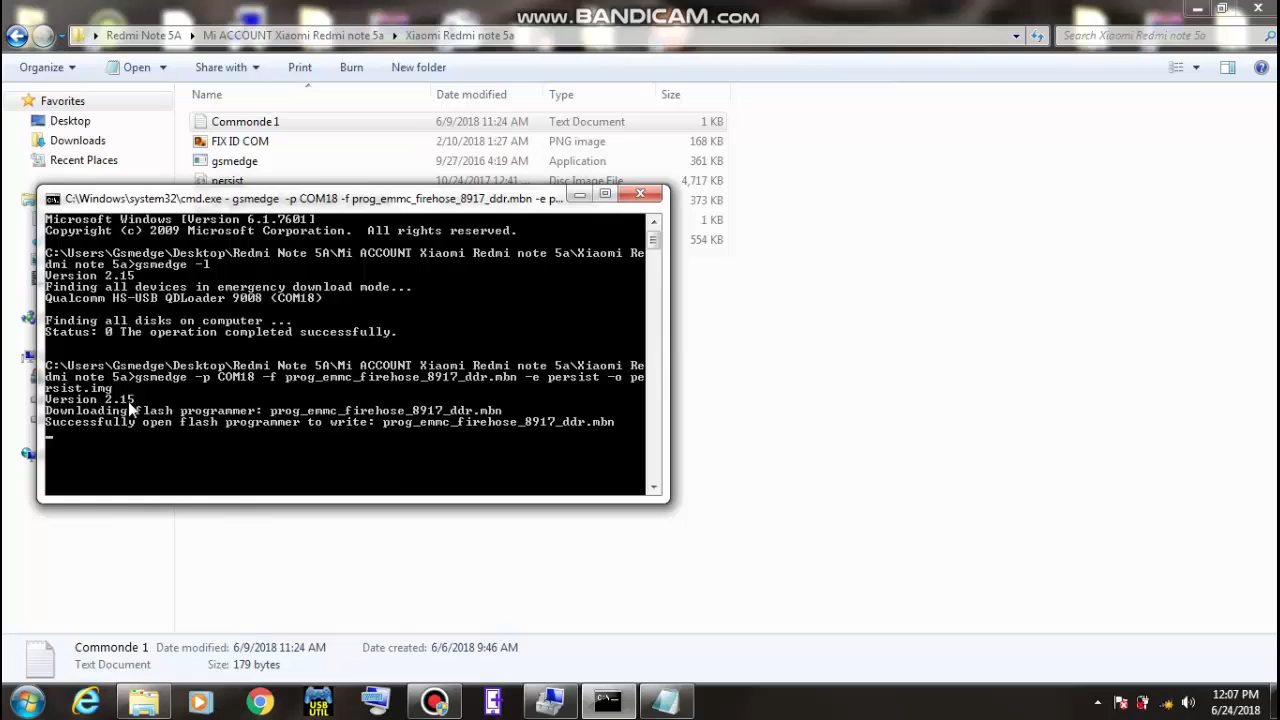 www.BANDICAM.com
Redmi Note 5A Mi ACCOUNT Xiaomi Redmi note 5a Xiaomi Redmi note 5a
Search Xiaomi Redmi note 5a
Organize Open Share with Print Burn New folder
Name Date modified Type Size
Favorites
Desktop
Downloads
Recent Places
Commonde 1 6/9/2018 11:24 AM Text Document 1 KB
FIX ID COM 2/10/2018 1:27 AM PNG image 168 KB
gsmedge 9/27/2016 4:19 AM Application 361 KB
persist 10/24/2017 12:41 ... Disc Image File 4,717 KB
373 KB
554 KB
C:\Windows\system32\cmd.exe - gsmedge -p COM18 -f prog_emmc_firehose_8917_ddr.mbn -e p...
Microsoft Windows [Version 6.1.7601]
Copyright (c) 2009 Microsoft Corporation. All rights reserved.
C:\Users\Gsmedge\Desktop\Redmi Note 5A\Mi ACCOUNT Xiaomi Redmi note 5a\Xiaomi Re
dmi note 5a>gsmedge -l
Version 2.15
Finding all devices in emergency download mode...
Qualcomm HS-USB QDLoader 9008 (COM18)
Finding all disks on computer ...
Status: 0 The operation completed successfully.
C:\Users\Gsmedge\Desktop\Redmi Note 5A\Mi ACCOUNT Xiaomi Redmi note 5a\Xiaomi Re
dmi note 5a>gsmedge -p COM18 -f prog_emmc_firehose_8917_ddr.mbn -e persist -o pe
rsist.img
Version 2.15
Downloading flash programmer: prog_emmc_firehose_8917_ddr.mbn
Successfully open flash programmer to write: prog_emmc_firehose_8917_ddr.mbn
Commonde 1 Date modified: 6/9/2018 11:24 AM Date created: 6/6/2018 9:46 AM
Text Document Size: 179 bytes
USB
UTIL
12:07 PM
6/24/2018